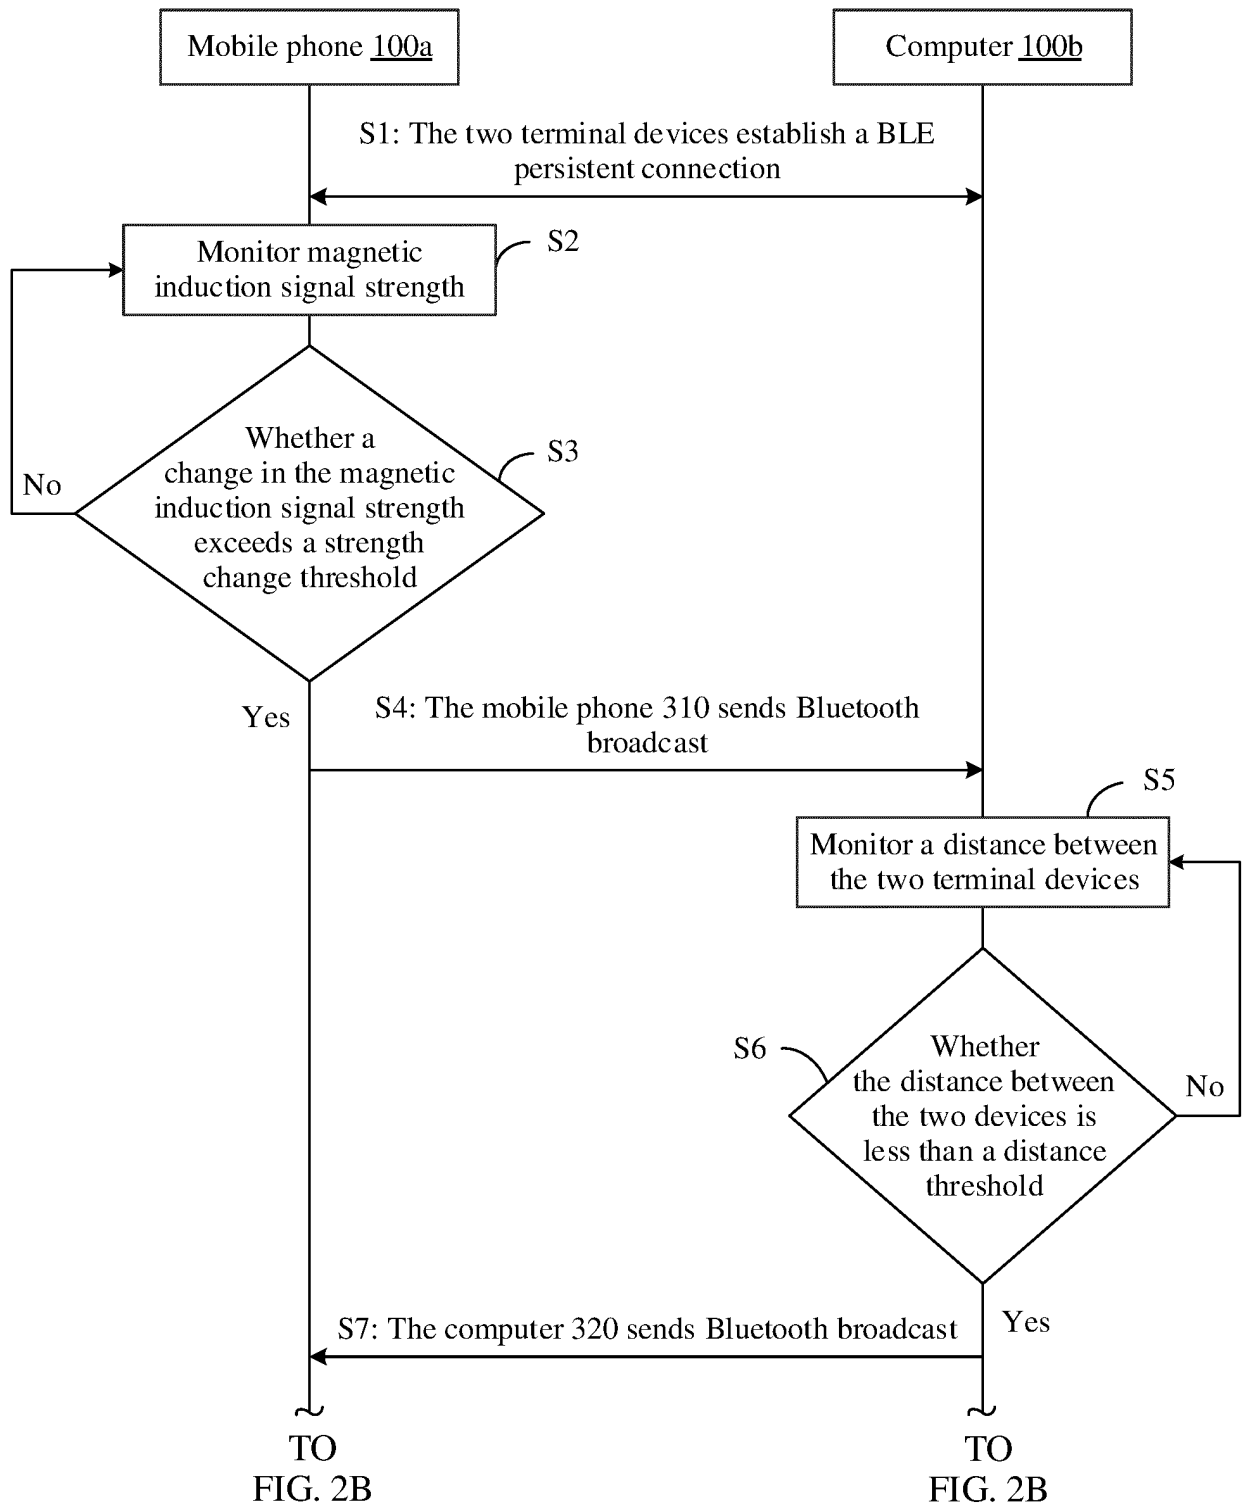 Mobile phone 100a
Computer 100b
S1: The two terminal devices establish a BLE
persistent connection
Monitor magnetic
induction signal strength
S2
Whether a
change in the magnetic
induction signal strength
exceeds a strength
change threshold
S3
No
Yes
S4: The mobile phone 310 sends Bluetooth
broadcast
S5
Monitor a distance between
the two terminal devices
S6
Whether
the distance between
the two devices is
less than a distance
threshold
No
Yes
S7: The computer 320 sends Bluetooth broadcast
TO
FIG. 2B
TO
FIG. 2B